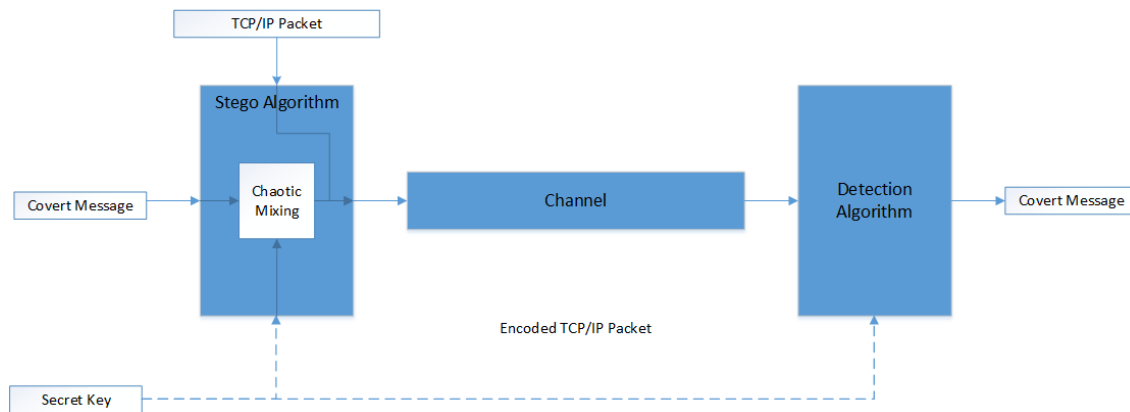 TCP/IP Packet
Stego Algorithm
Chaotic
Mixing
Covert Message
Channel
Detection
Algorithm
Covert Message
Encoded TCP/IP Packet
Secret Key